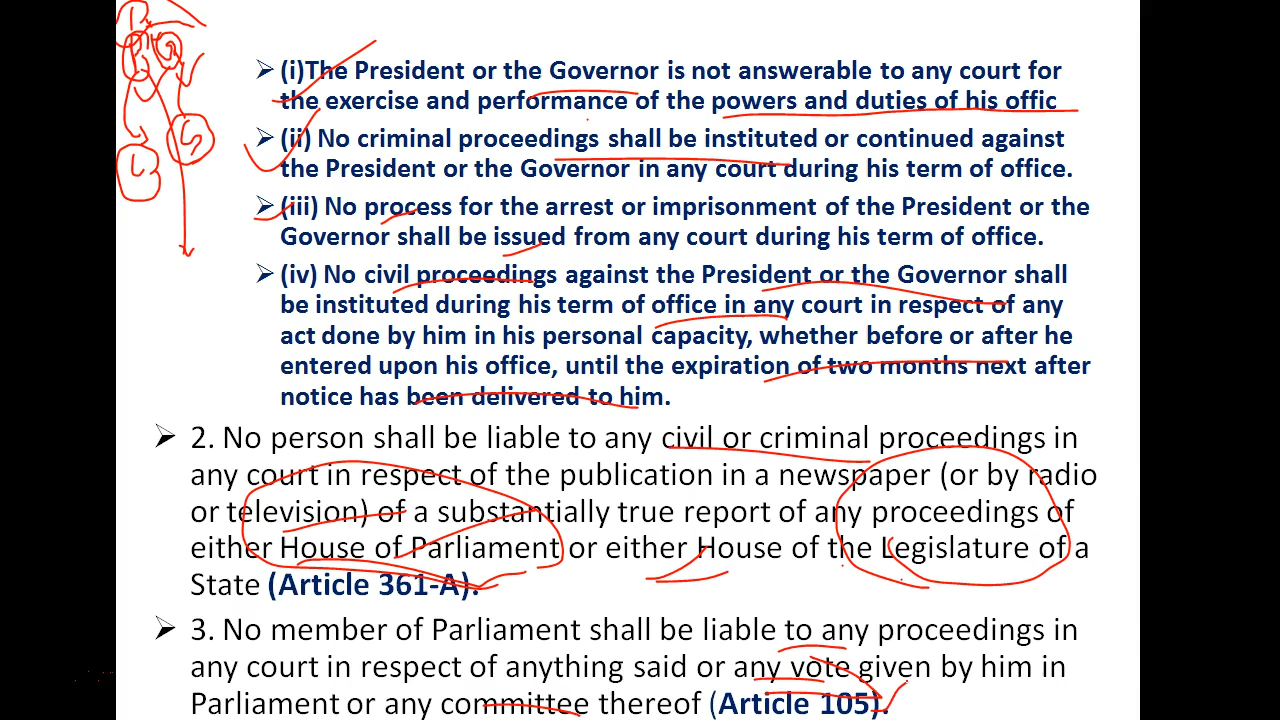 ➢ (i)The President or the Governor is not answerable to any court for
the exercise and performance of the powers and duties of his offic
➢ (ii) No criminal proceedings shall be instituted or continued against
the President or the Governor in any court during his term of office.
➢ (iii) No process for the arrest or imprisonment of the President or the
Governor shall be issued from any court during his term of office.
➢ (iv) No civil proceedings against the President or the Governor shall
be instituted during his term of office in any court in respect of any
act done by him in his personal capacity, whether before or after he
entered upon his office, until the expiration of two months next after
notice has been delivered to him.
➢ 2. No person shall be liable to any civil or criminal proceedings in
any court in respect of the publication in a newspaper (or by radio
or television) of a substantially true report of any proceedings of
either House of Parliament or either House of the Legislature of a
State (Article 361-A).
➢ 3. No member of Parliament shall be liable to any proceedings in
any court in respect of anything said or any vote given by him in
Parliament or any committee thereof (Article 105).